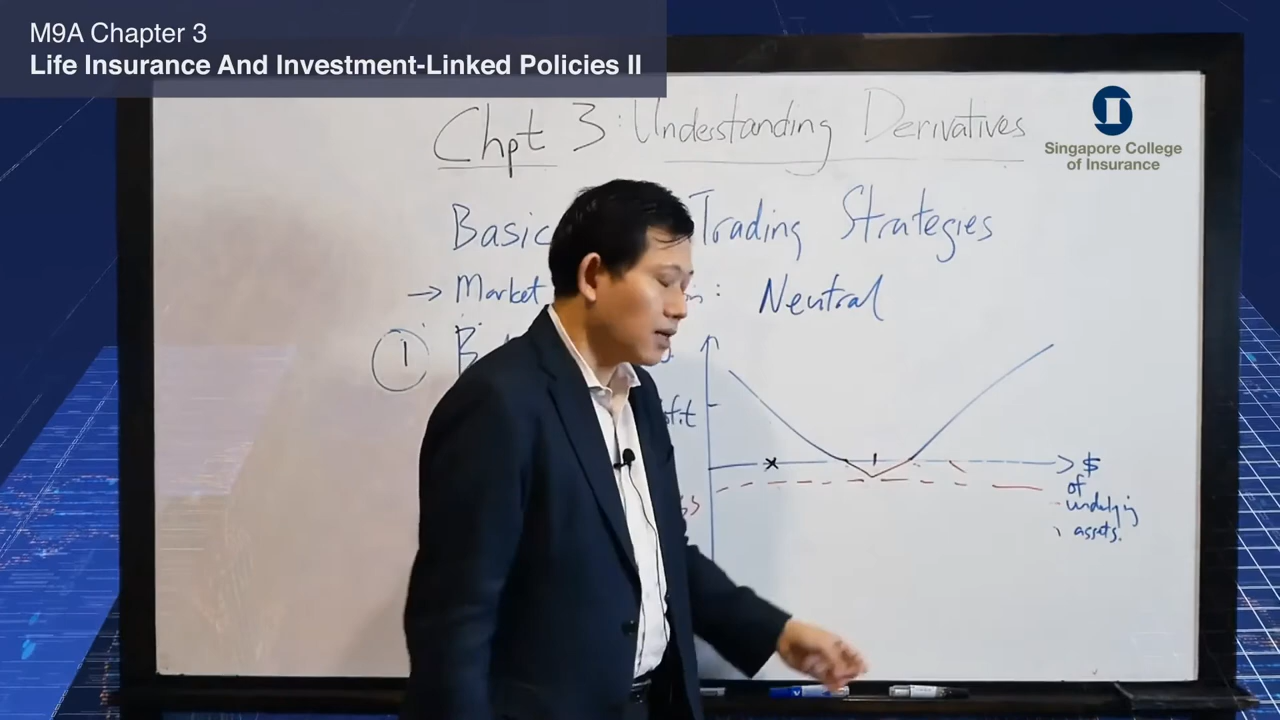 M9A Chapter 3
Life Insurance And Investment-Linked Policies II
Singapore College
of Insurance
Chpt 3: Understanding Derivatives
Basic Trading Strategies
→ Market : Neutral
1
Profit
$
of
underlying
assets.